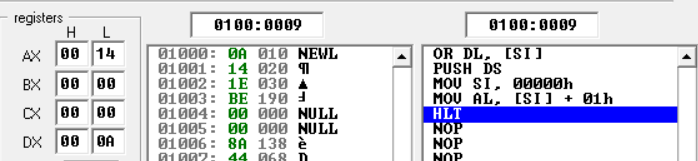 registers
H L
0100:0009
0100:0009
AX 00 14
BX 00 00
CX 00 00
DX 00 0A
01000: 0A 010 NEWL
01001: 14 020 ¶
01002: 1E 030 ▲
01003: BE 190 ╛
01004: 00 000 NULL
01005: 00 000 NULL
01006: 8A 138 è
01007: 44 068 D
OR DL, [SI]
PUSH DS
MOV SI, 00000h
MOV AL, [SI] + 01h
HLT
NOP
NOP
NOP